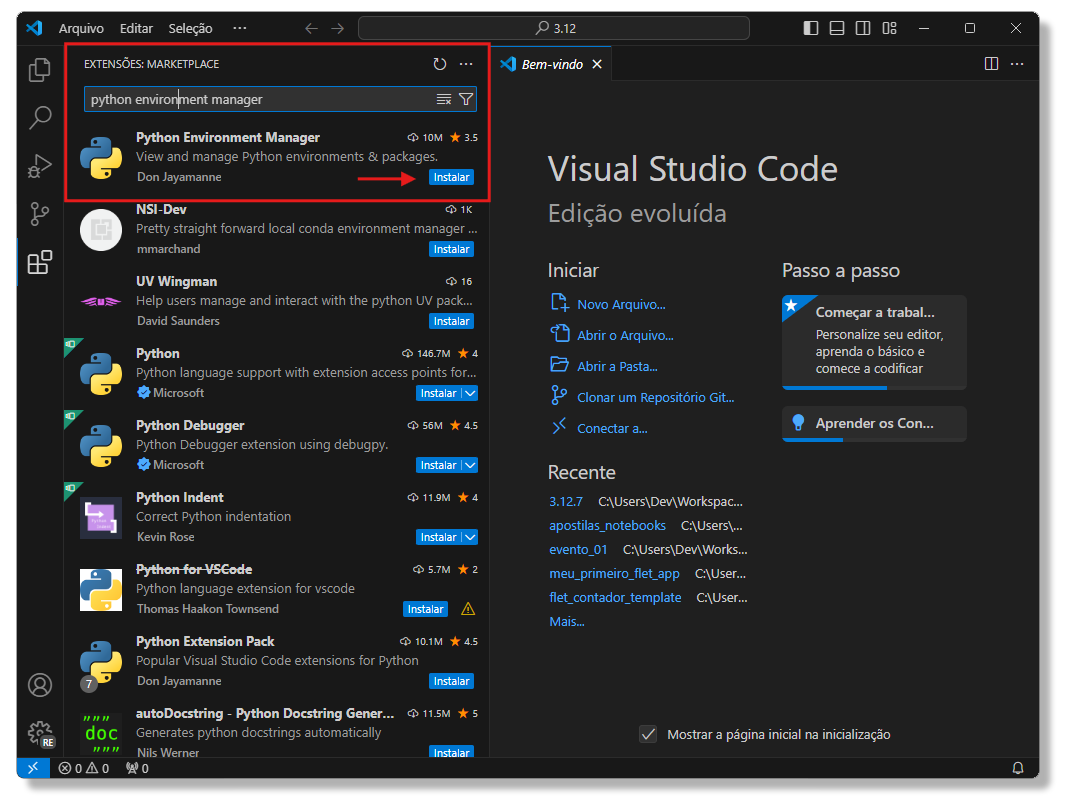 Arquivo Editar Seleção ... 3.12
EXTENSÕES: MARKETPLACE
python environment manager
Python Environment Manager 10M 3.5
View and manage Python environments & packages.
Don Jayamanne Instalar
NSI-Dev 1K
Pretty straight forward local conda environment manager ...
mmarchand Instalar
UV Wingman 16
Help users manage and interact with the python UV pack...
David Saunders Instalar
Python 146.7M 4
Python language support with extension access points for...
Microsoft Instalar
Python Debugger 56M 4.5
Python Debugger extension using debugpy.
Microsoft Instalar
Python Indent 11.9M 4
Correct Python indentation
Kevin Rose Instalar
Python for VSCode 5.7M 2
Python language extension for vscode
Thomas Haakon Townsend Instalar
Python Extension Pack 10.1M 4.5
Popular Visual Studio Code extensions for Python
7 Don Jayamanne Instalar
autoDocstring - Python Docstring Gener... 11.5M 5
""" doc """
Generates python docstrings automatically
Nils Werner Instalar
RE
0 0 0
Bem-vindo
Visual Studio Code
Edição evoluída
Iniciar
Novo Arquivo...
Abrir o Arquivo...
Abrir a Pasta...
Clonar um Repositório Git...
Conectar a...
Recente
3.12.7 C:\Users\Dev\Workspac...
apostilas_notebooks C:\Users\...
evento_01 C:\Users\Dev\Works...
meu_primeiro_flet_app C:\User...
flet_contador_template C:\User...
Mais...
Passo a passo
Começar a trabal...
Personalize seu editor,
aprenda o básico e
comece a codificar
Aprender os Con...
Mostrar a página inicial na inicialização